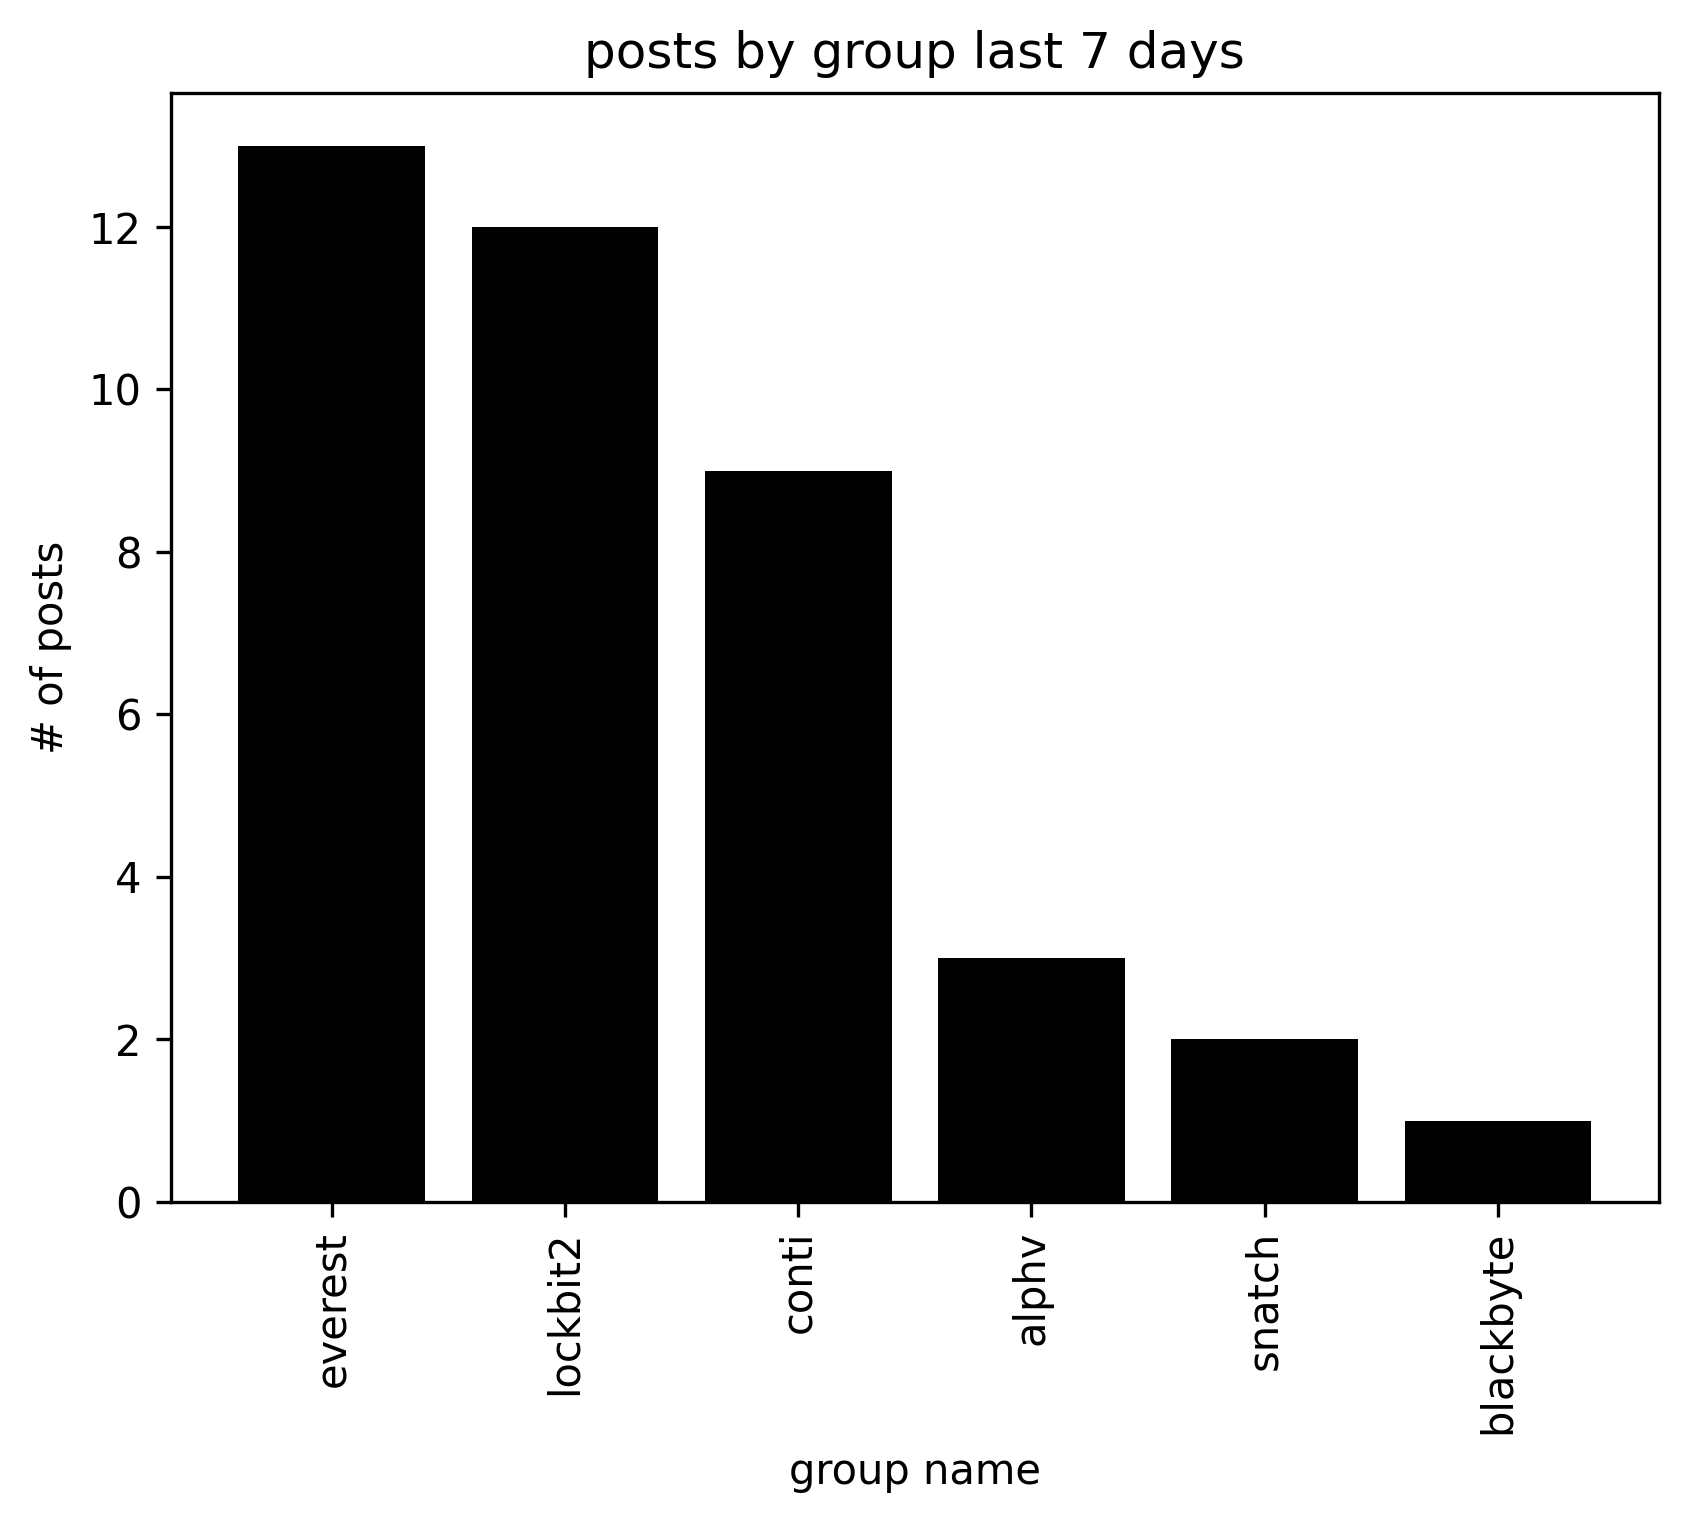 posts by group last 7 days
12
10
8
6
4
2
0
# of posts
everest
lockbit2
conti
alphv
snatch
blackbyte
group name